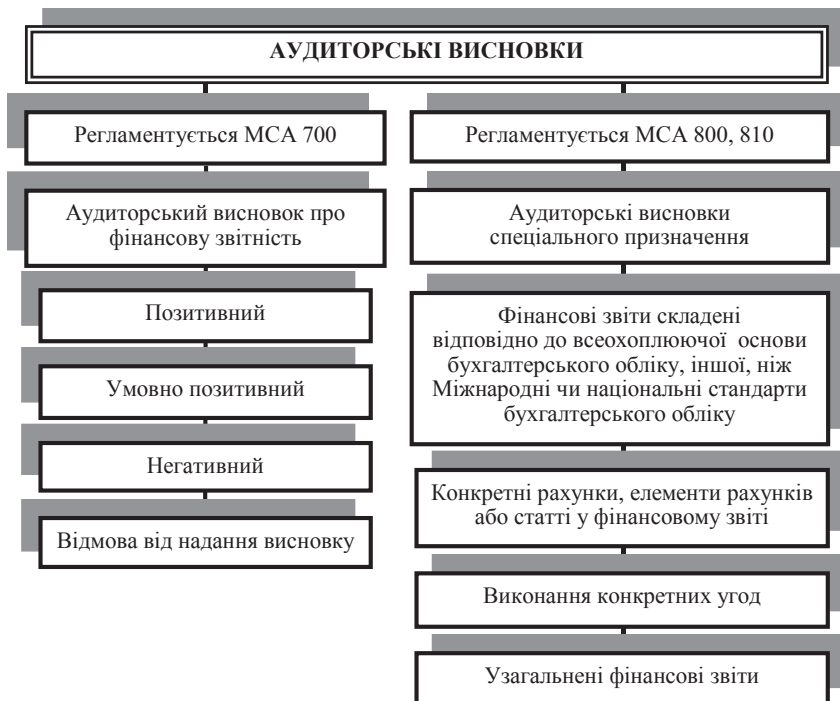 АУДИТОРСЬКІ ВИСНОВКИ
Регламентується МСА 700
Аудиторський висновок про
фінансову звітність
Позитивний
Умовно позитивний
Негативний
Відмова від надання висновку
Регламентується МСА 800, 810
Аудиторські висновки
спеціального призначення
Фінансові звіти складені
відповідно до всеохоплюючої основи
бухгалтерського обліку, іншої, ніж
Міжнародні чи національні стандарти
бухгалтерського обліку
Конкретні рахунки, елементи рахунків
або статті у фінансовому звіті
Виконання конкретних угод
Узагальнені фінансові звіти